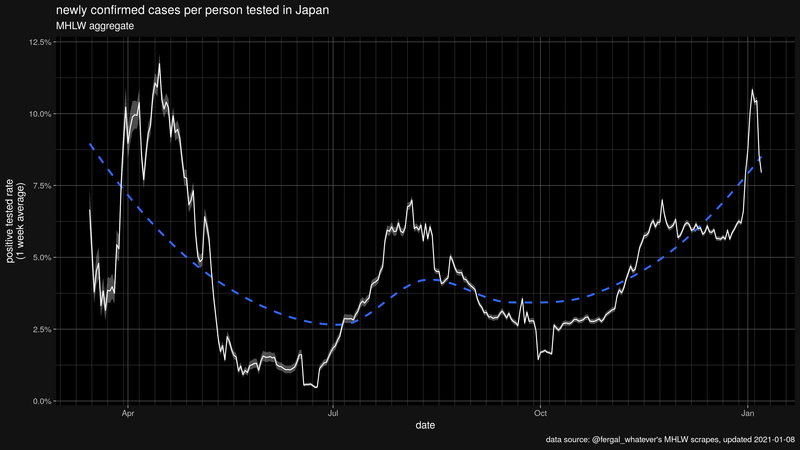 newly confirmed cases per person tested in Japan
MHLW aggregate
12.5%
10.0%
7.5%
5.0%
2.5%
0.0%
positive tested rate
(1 week average)
Apr
Jul
Oct
Jan
date
data source: @fergal_whatever's MHLW scrapes, updated 2021-01-08